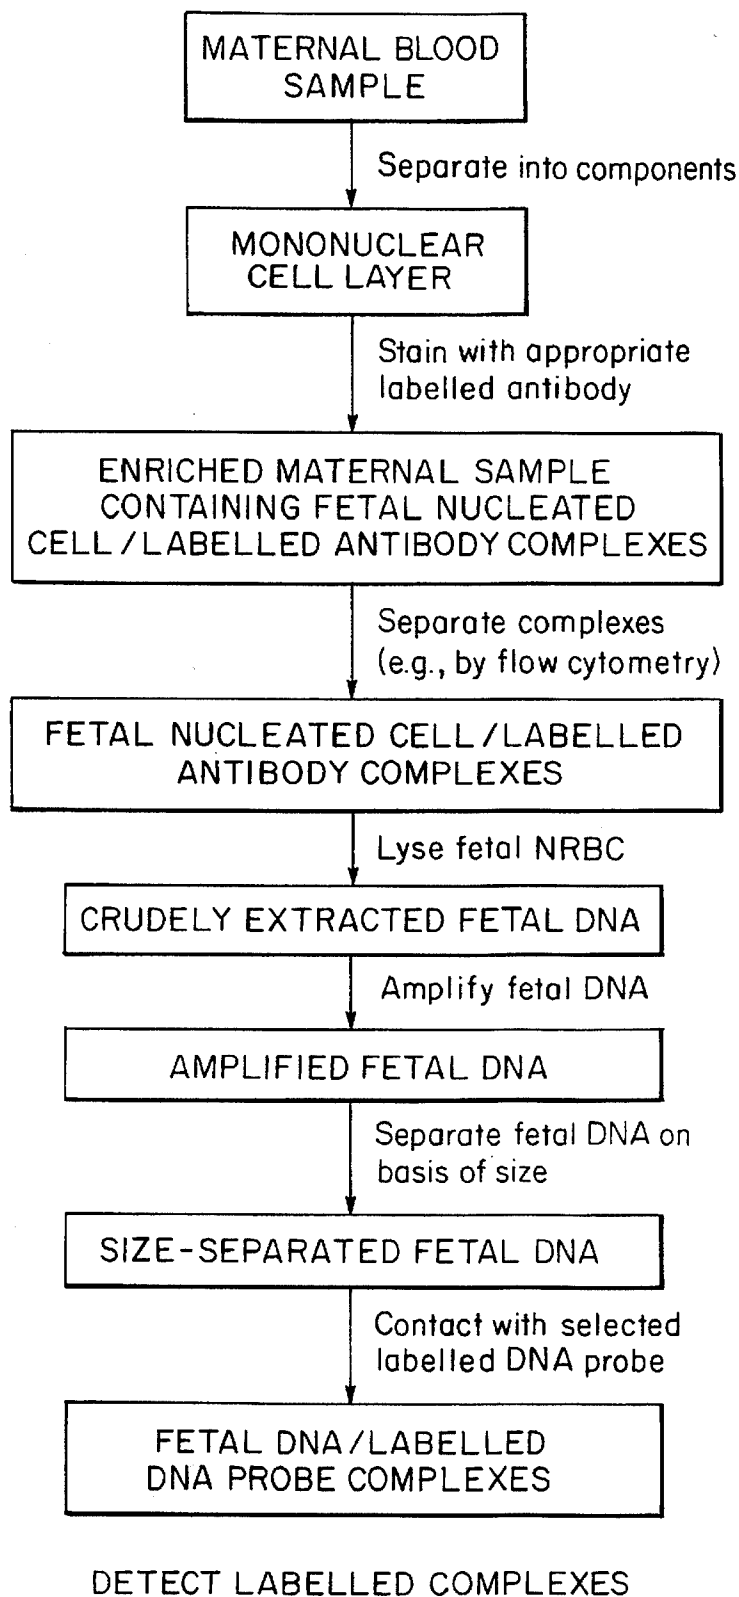 MATERNAL BLOOD
SAMPLE
Separate into components
MONONUCLEAR
CELL LAYER
Stain with appropriate
labelled antibody
ENRICHED MATERNAL SAMPLE
CONTAINING FETAL NUCLEATED
CELL/LABELLED ANTIBODY COMPLEXES
Separate complexes
(e.g., by flow cytometry)
FETAL NUCLEATED CELL/LABELLED
ANTIBODY COMPLEXES
Lyse fetal NRBC
CRUDELY EXTRACTED FETAL DNA
Amplify fetal DNA
AMPLIFIED FETAL DNA
Separate fetal DNA on
basis of size
SIZE-SEPARATED FETAL DNA
Contact with selected
labelled DNA probe
FETAL DNA/LABELLED
DNA PROBE COMPLEXES
DETECT LABELLED COMPLEXES